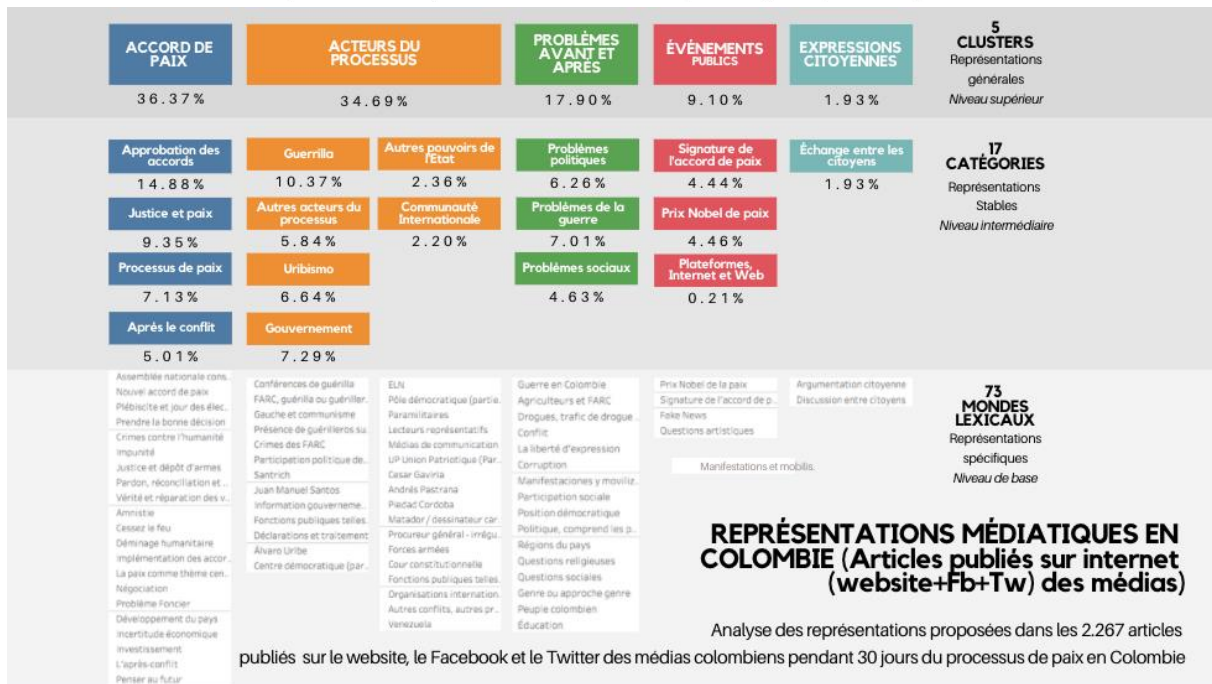 ACCORD DE
PAIX
36.37%
ACTEURS DU
PROCESSUS
34.69%
PROBLÈMES
AVANT ET
APRÈS
17.90%
ÉVÉNEMENTS
PUBLICS
9.10%
EXPRESSIONS
CITOYENNES
1.93%
5
CLUSTERS
Représentations
générales
Niveau supérieur
Approbation des
accords
14.88%
Justice et paix
9.35%
Processus de paix
7.13%
Après le conflit
5.01%
Guerrilla
10.37%
Autres acteurs du
processus
5.84%
Uribismo
6.64%
Gouvernement
7.29%
Autres pouvoirs de
l'État
2.36%
Communauté
Internationale
2.20%
Problèmes
politiques
6.26%
Problèmes de la
guerre
7.01%
Problèmes sociaux
4.63%
Signature de
l'accord de paix
4.44%
Prix Nobel de paix
4.46%
Plateformes,
Internet et Web
0.21%
Échange entre les
citoyens
1.93%
17
CATÉGORIES
Représentations
Stables
Niveau intermédiaire
Assemblée nationale cons..
Nouvel accord de paix
Plébiscite et jour des élec..
Prendre la bonne décision
Crimes contre l'humanité
Impunité
Justice et dépôt d'armes
Pardon, réconciliation et ..
Vérité et réparation des v..
Amnistie
Cessez le feu
Déminage humanitaire
Implémentation des accor..
La paix comme thème cen..
Négociation
Problème Foncier
Développement du pays
Incertitude économique
Investissement
L'après-conflit
Penser au futur
Conférences de guérilla
FARC, guérilla ou guériller..
Gauche et communisme
Présence de guérilleros su..
Crimes des FARC
Participation politique de..
Santrich
Juan Manuel Santos
Information gouverneme..
Fonctions publiques telles..
Déclarations et traitement
Álvaro Uribe
Centre démocratique (par..
ELN
Pôle démocratique (partie..
Paramilitaires
Lecteurs représentatifs
Médias de communication
UP Union Patriotique (Par..
Cesar Gaviria
Andrés Pastrana
Piedad Cordoba
Matador / dessinateur car..
Procureur général - irrégu..
Forces armées
Cour constitutionnelle
Fonctions publiques telles..
Organisations internation..
Autres conflits, autres pr..
Venezuela
Guerre en Colombie
Agriculteurs et FARC
Drogues, trafic de drogue ..
Conflit
La liberté d'expression
Corruption
Manifestaciones y moviliz..
Participation sociale
Position démocratique
Politique, comprend les p..
Régions du pays
Questions religieuses
Questions sociales
Genre ou approche genre
Peuple colombien
Éducation
Prix Nobel de la paix
Signature de l'accord de p..
Fake News
Questions artistiques
Manifestations et mobilis.
Argumentation citoyenne
Discussion entre citoyens
73
MONDES
LEXICAUX
Représentations
spécifiques
Niveau de base
REPRÉSENTATIONS MÉDIATIQUES EN
COLOMBIE (Articles publiés sur internet
(website+Fb+Tw) des médias)
Analyse des représentations proposées dans les 2.267 articles
publiés sur le website, le Facebook et le Twitter des médias colombiens pendant 30 jours du processus de paix en Colombie